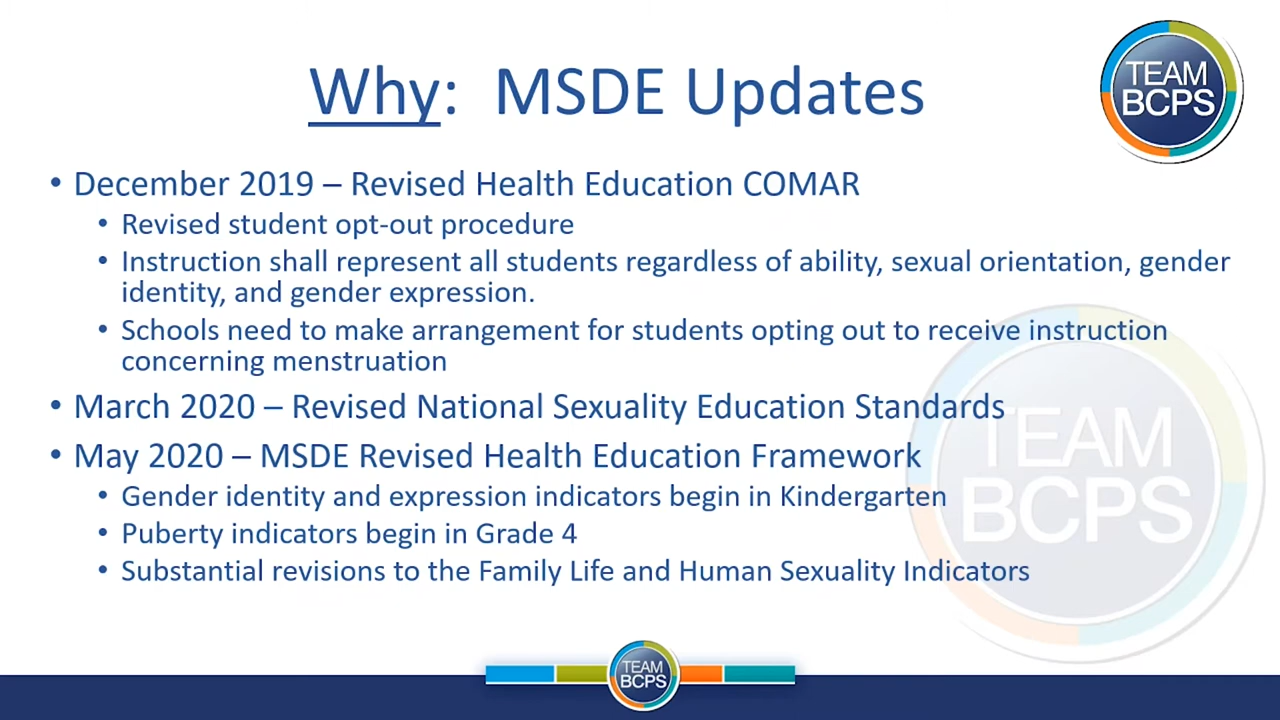 Why: MSDE Updates
TEAM
BCPS
• December 2019 – Revised Health Education COMAR
• Revised student opt-out procedure
• Instruction shall represent all students regardless of ability, sexual orientation, gender
identity, and gender expression.
• Schools need to make arrangement for students opting out to receive instruction
concerning menstruation
• March 2020 – Revised National Sexuality Education Standards
• May 2020 – MSDE Revised Health Education Framework
• Gender identity and expression indicators begin in Kindergarten
• Puberty indicators begin in Grade 4
• Substantial revisions to the Family Life and Human Sexuality Indicators
TEAM
BCPS
TEAM
BCPS